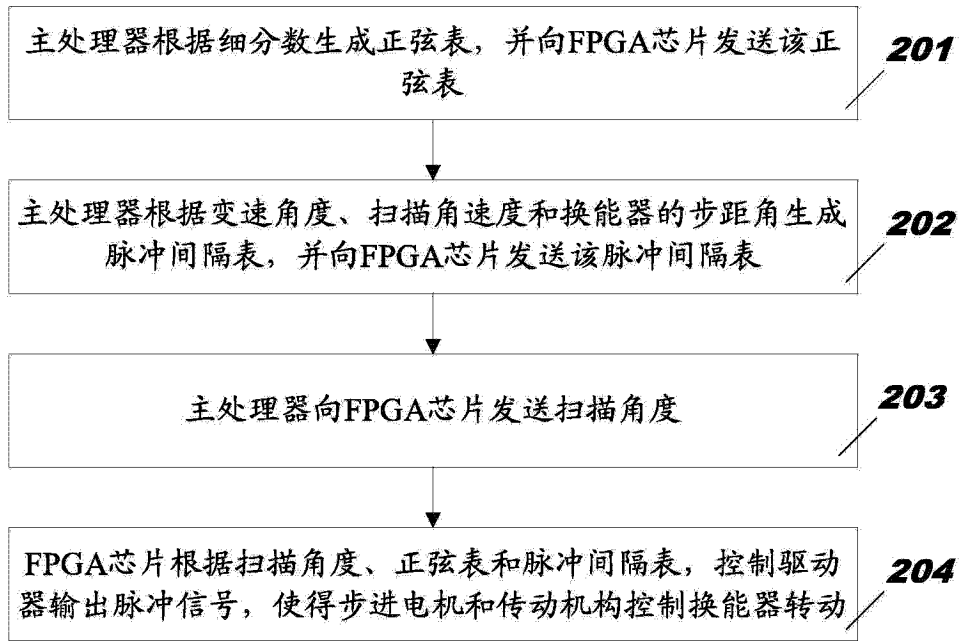 主处理器根据细分数生成正弦表，并向FPGA芯片发送该正
弦表
201
主处理器根据变速角度、扫描角速度和换能器的步距角生成
脉冲间隔表，并向FPGA芯片发送该脉冲间隔表
202
主处理器向FPGA芯片发送扫描角度
203
FPGA芯片根据扫描角度、正弦表和脉冲间隔表，控制驱动
器输出脉冲信号，使得步进电机和传动机构控制换能器转动
204